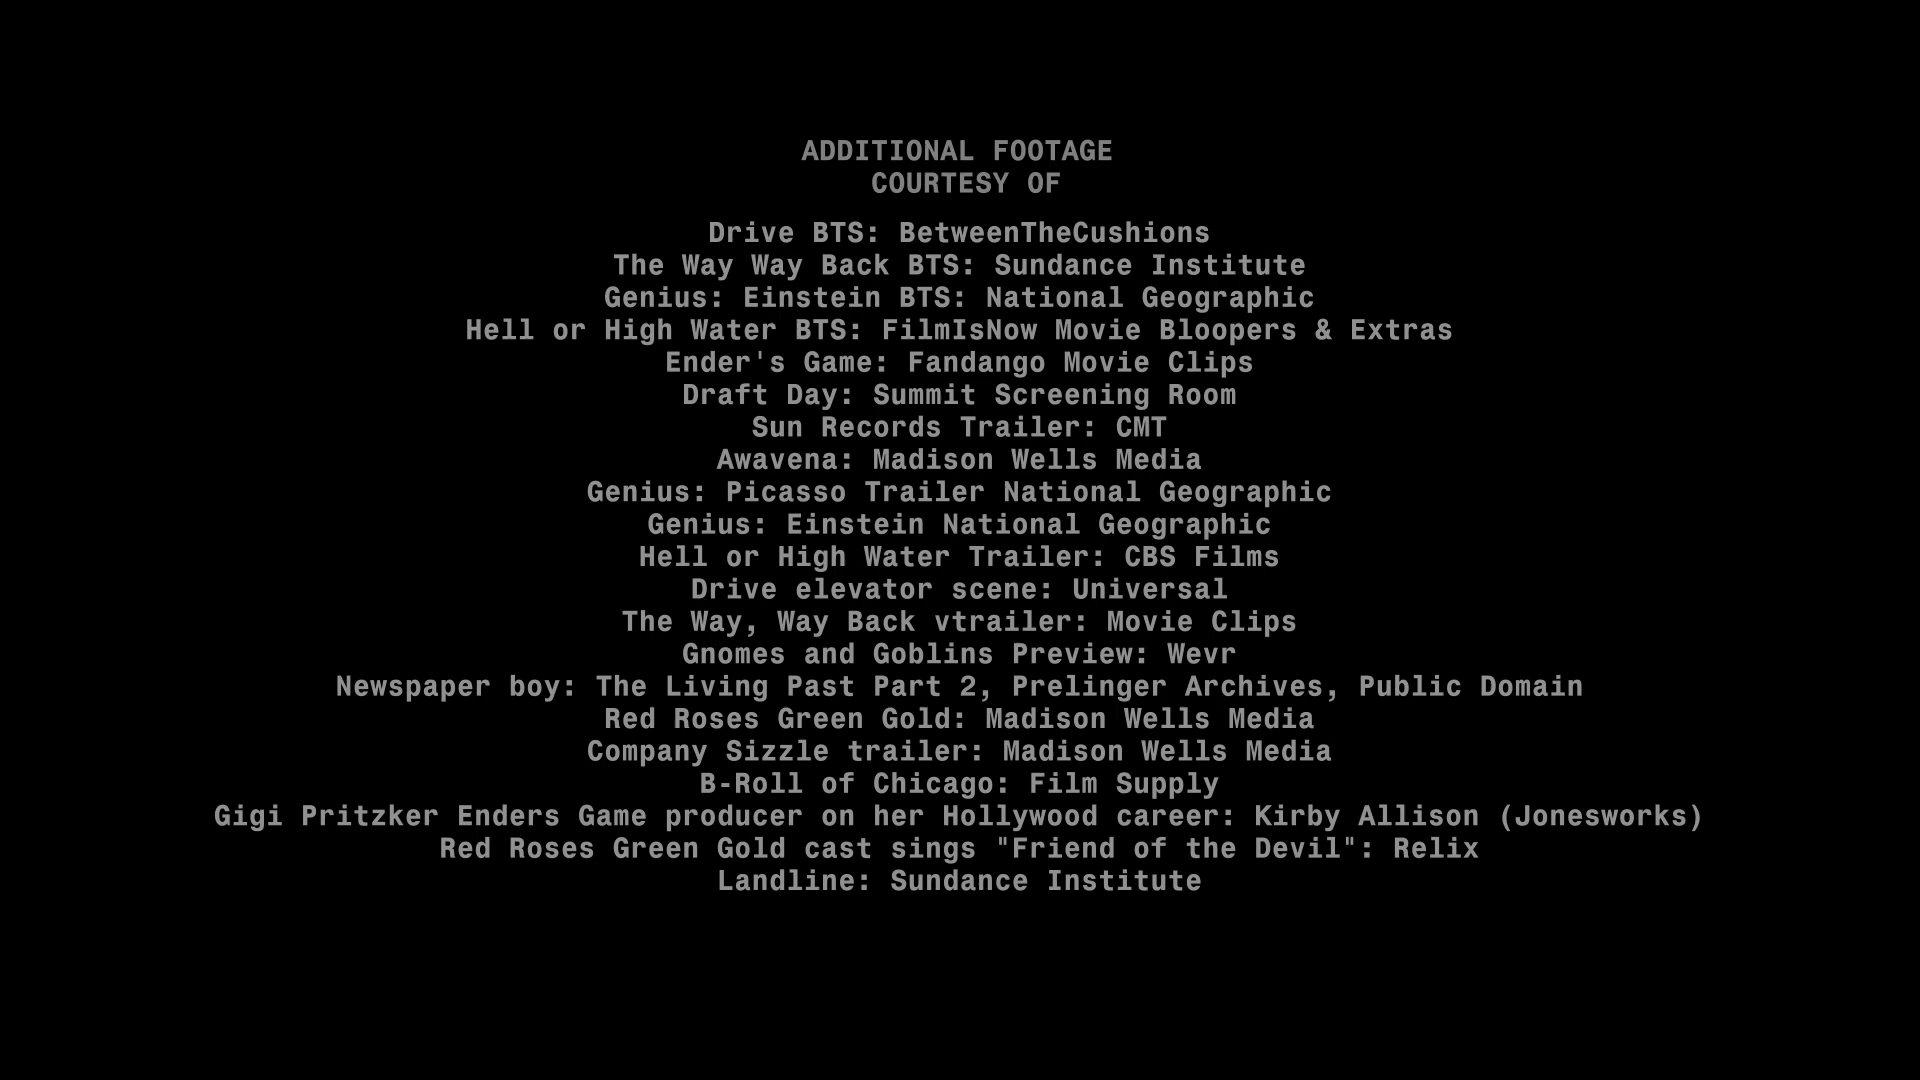 ADDITIONAL FOOTAGE
COURTESY OF
Drive BTS: BetweenTheCushions
The Way Way Back BTS: Sundance Institute
Genius: Einstein BTS: National Geographic
Hell or High Water BTS: FilmIsNow Movie Bloopers & Extras
Ender's Game: Fandango Movie Clips
Draft Day: Summit Screening Room
Sun Records Trailer: CMT
Awavena: Madison Wells Media
Genius: Picasso Trailer National Geographic
Genius: Einstein National Geographic
Hell or High Water Trailer: CBS Films
Drive elevator scene: Universal
The Way, Way Back vtrailer: Movie Clips
Gnomes and Goblins Preview: Wevr
Newspaper boy: The Living Past Part 2, Prelinger Archives, Public Domain
Red Roses Green Gold: Madison Wells Media
Company Sizzle trailer: Madison Wells Media
B-Roll of Chicago: Film Supply
Gigi Pritzker Enders Game producer on her Hollywood career: Kirby Allison (Jonesworks)
Red Roses Green Gold cast sings "Friend of the Devil": Relix
Landline: Sundance Institute